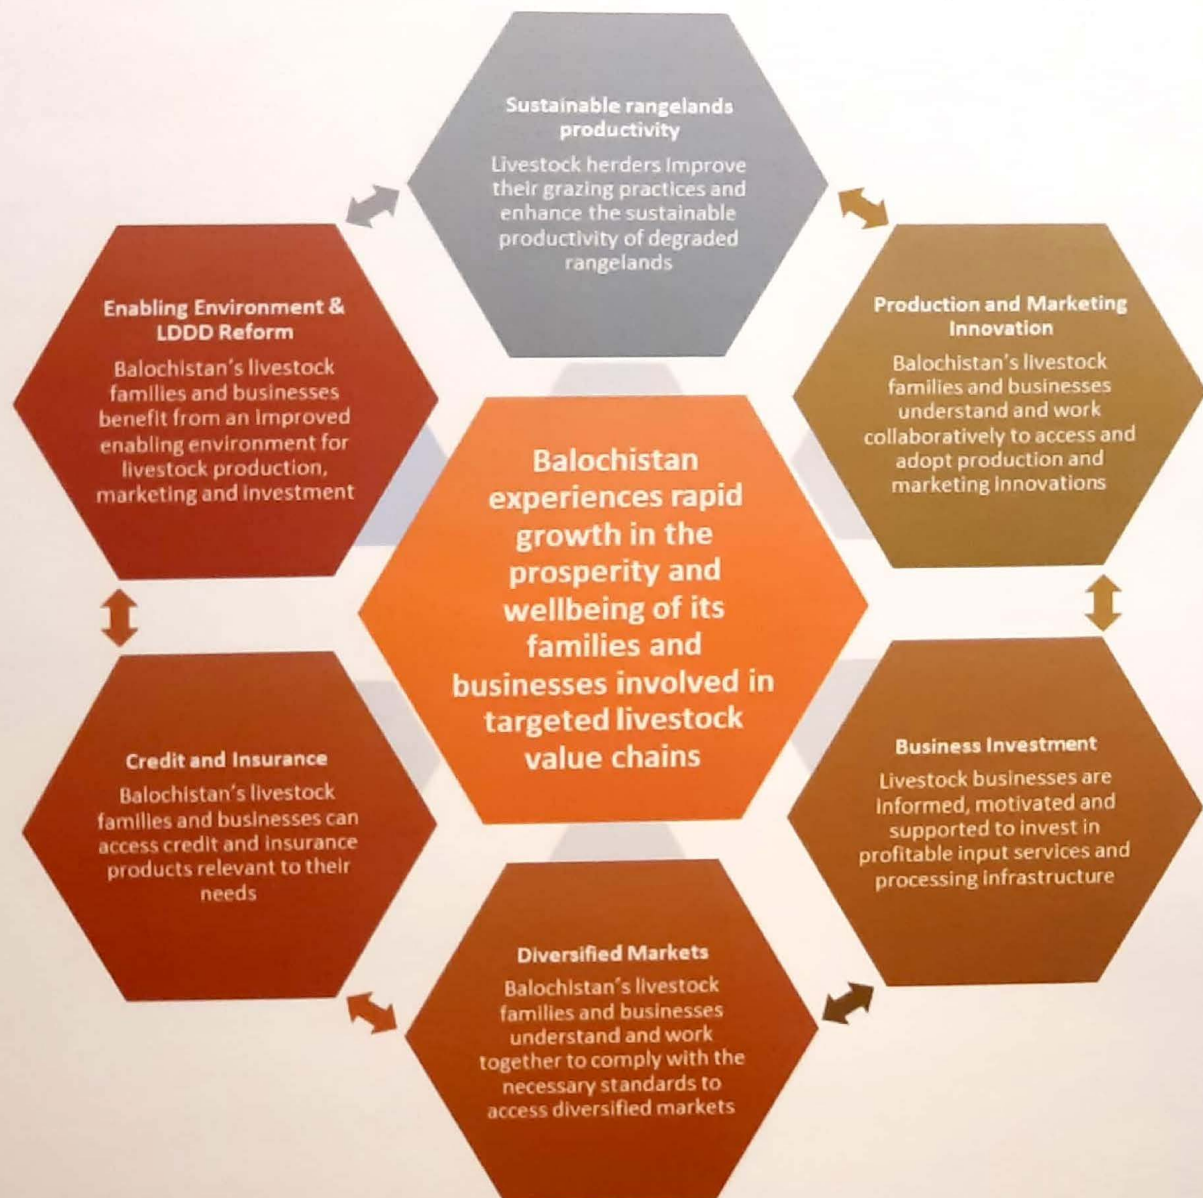 Sustainable rangelands
productivity
Livestock herders Improve
their grazing practices and
enhance the sustainable
productivity of degraded
rangelands
Enabling Environment &
LDDD Reform
Balochistan's livestock
families and businesses
benefit from an improved
enabling environment for
livestock production,
marketing and investment
Production and Marketing
Innovation
Balochistan's livestock
families and businesses
understand and work
collaboratively to access and
adopt production and
marketing innovations
Balochistan
experiences rapid
growth in the
prosperity and
wellbeing of its
families and
businesses involved in
targeted livestock
value chains
Credit and Insurance
Balochistan's livestock
families and businesses can
access credit and insurance
products relevant to their
needs
Business Investment
Livestock businesses are
informed, motivated and
supported to invest in
profitable input services and
processing infrastructure
Diversified Markets
Balochistan's livestock
families and businesses
understand and work
together to comply with the
necessary standards to
access diversified markets